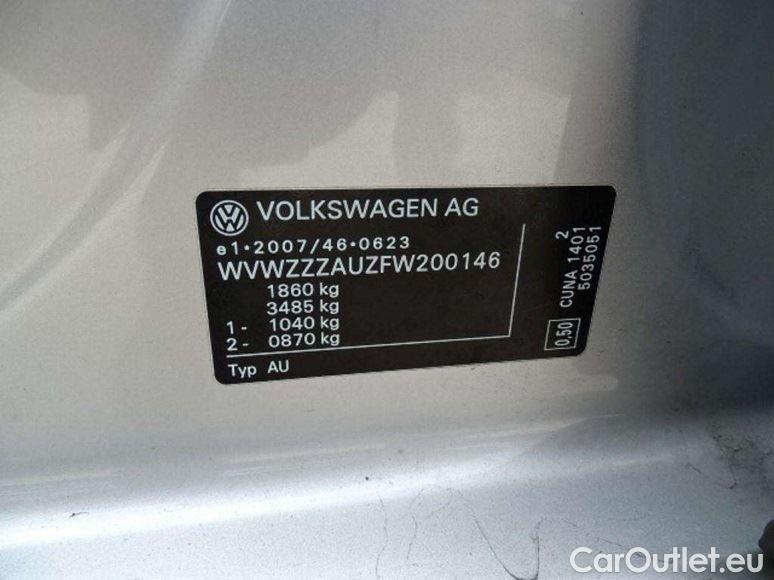 VOLKSWAGEN AG
e1*2007/46*0623
WVWZZZAUZFW200146
1860 kg
3485 kg
1- 1040 kg
2- 0870 kg
Typ AU
2
CUNA 1401
5035051
0,50
CarOutlet.eu